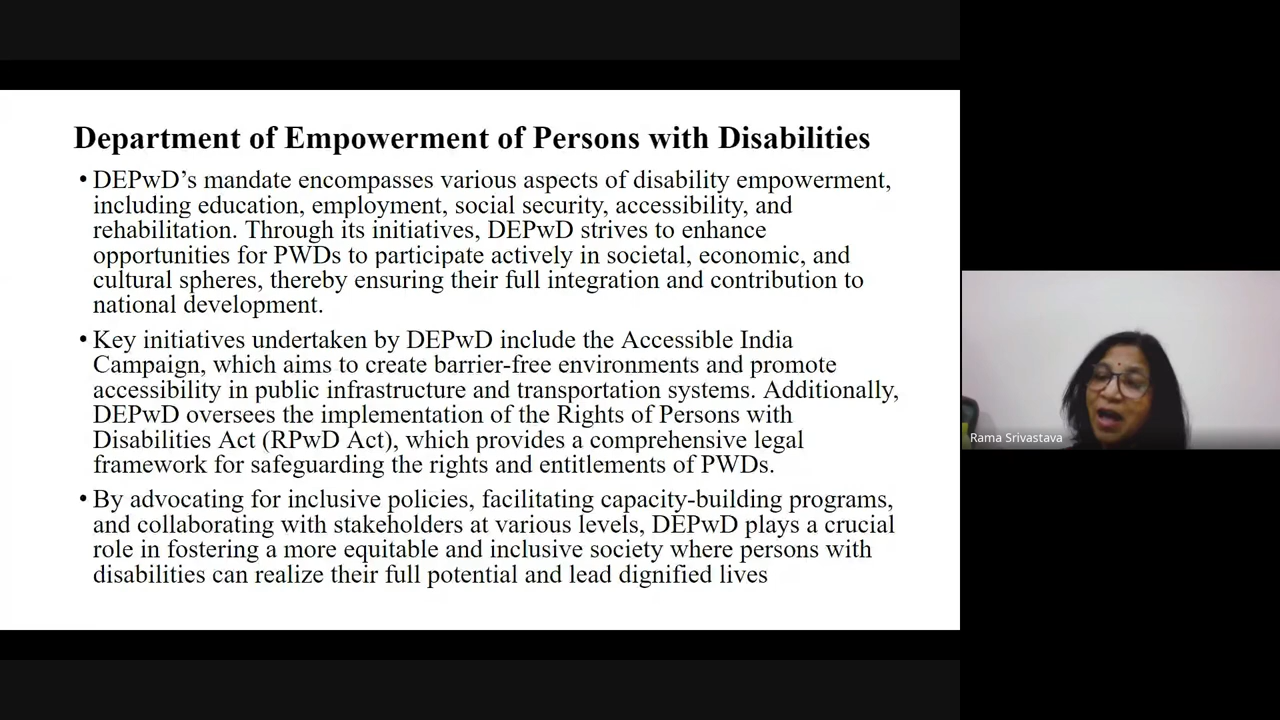 Department of Empowerment of Persons with Disabilities
• DEPwD’s mandate encompasses various aspects of disability empowerment,
including education, employment, social security, accessibility, and
rehabilitation. Through its initiatives, DEPwD strives to enhance
opportunities for PWDs to participate actively in societal, economic, and
cultural spheres, thereby ensuring their full integration and contribution to
national development.
• Key initiatives undertaken by DEPwD include the Accessible India
Campaign, which aims to create barrier-free environments and promote
accessibility in public infrastructure and transportation systems. Additionally,
DEPwD oversees the implementation of the Rights of Persons with
Disabilities Act (RPwD Act), which provides a comprehensive legal
framework for safeguarding the rights and entitlements of PWDs.
• By advocating for inclusive policies, facilitating capacity-building programs,
and collaborating with stakeholders at various levels, DEPwD plays a crucial
role in fostering a more equitable and inclusive society where persons with
disabilities can realize their full potential and lead dignified lives
Rama Srivastava